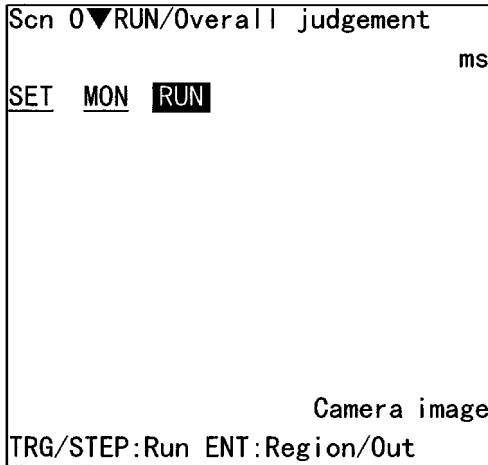 Scn 0▼RUN/Overall judgement
ms
SET MON RUN
Camera image
TRG/STEP:Run ENT:Region/Out